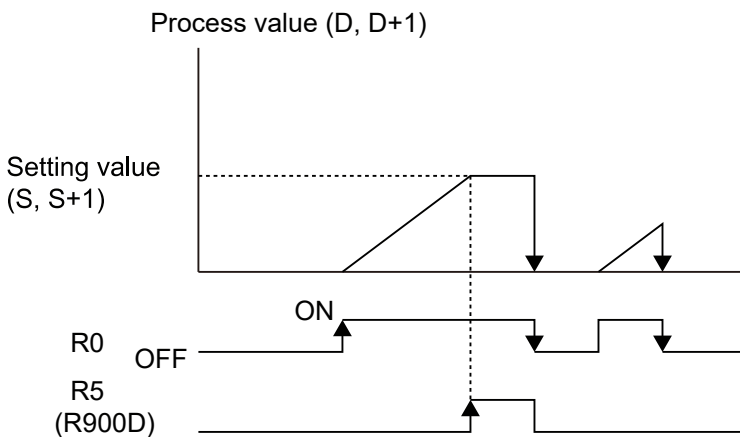 Process value (D, D+1)
Setting value
(S, S+1)
ON
R0
OFF
R5
(R900D)